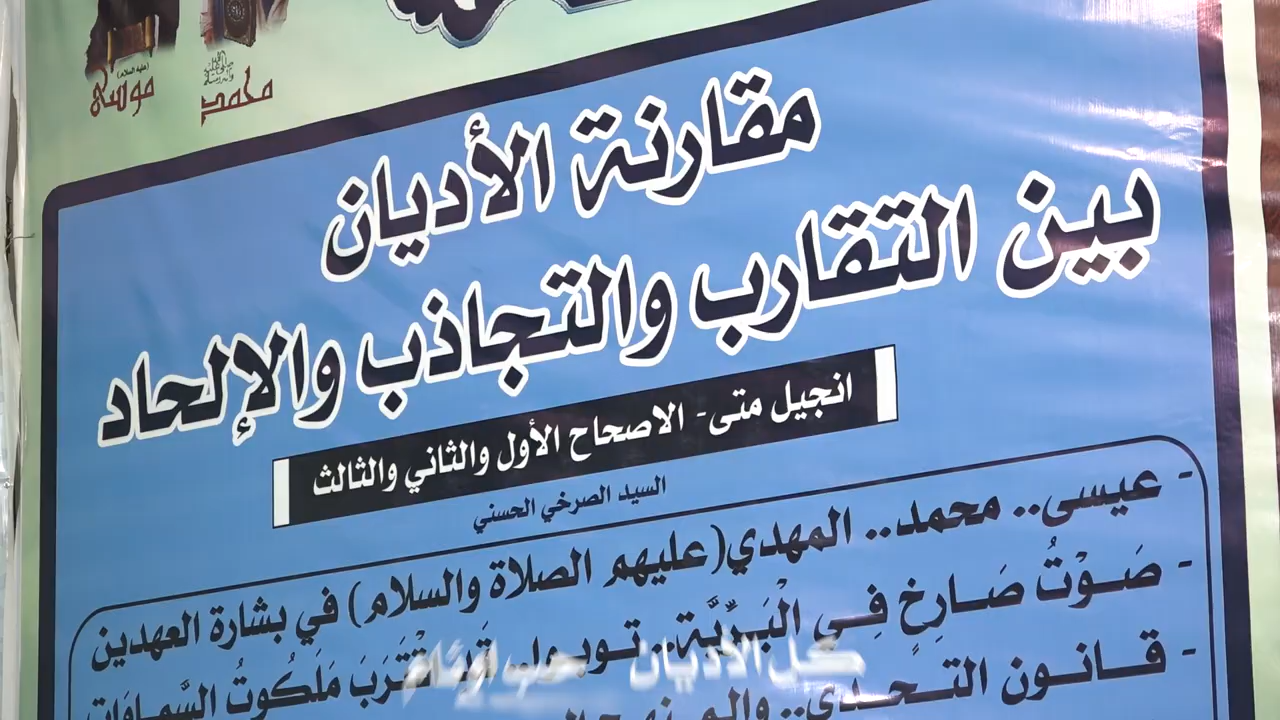 موسى (عليه السلام)
محمد
مقارنة الأديان
بين التقارب والتجاذب والإلحاد
انجيل متى- الاصحاح الأول والثاني والثالث
السيد الصرخي الحسني
- عيسى.. محمد.. المهدي(عليهم الصلاة والسلام) في بشارة العهدين
- صَوْتُ صَارِخٍ فِي الْبَرِّيَّة.. توبوا.. اقْتَرَبَ مَلَكُوتُ السَّمَاوَات
- قانون التحدي..
كل الأديان